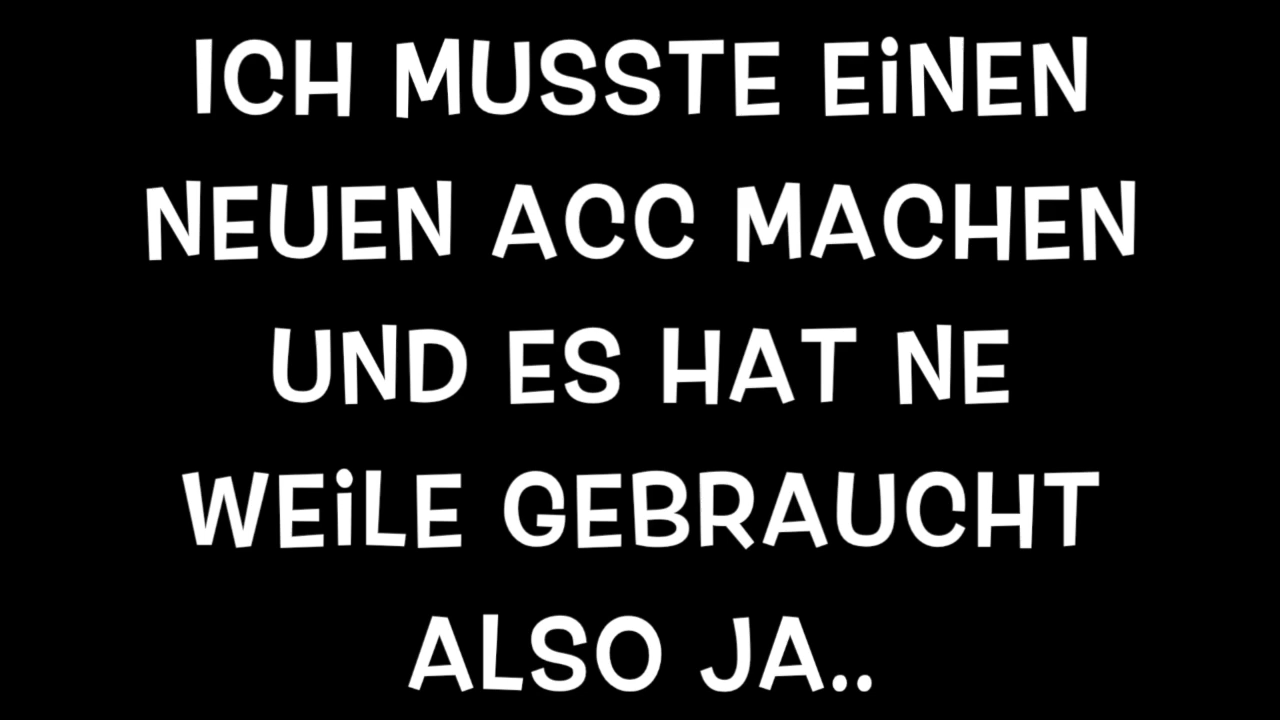 ICH MUSSTE EINEN
NEUEN ACC MACHEN
UND ES HAT NE
WEILE GEBRAUCHT
ALSO JA..